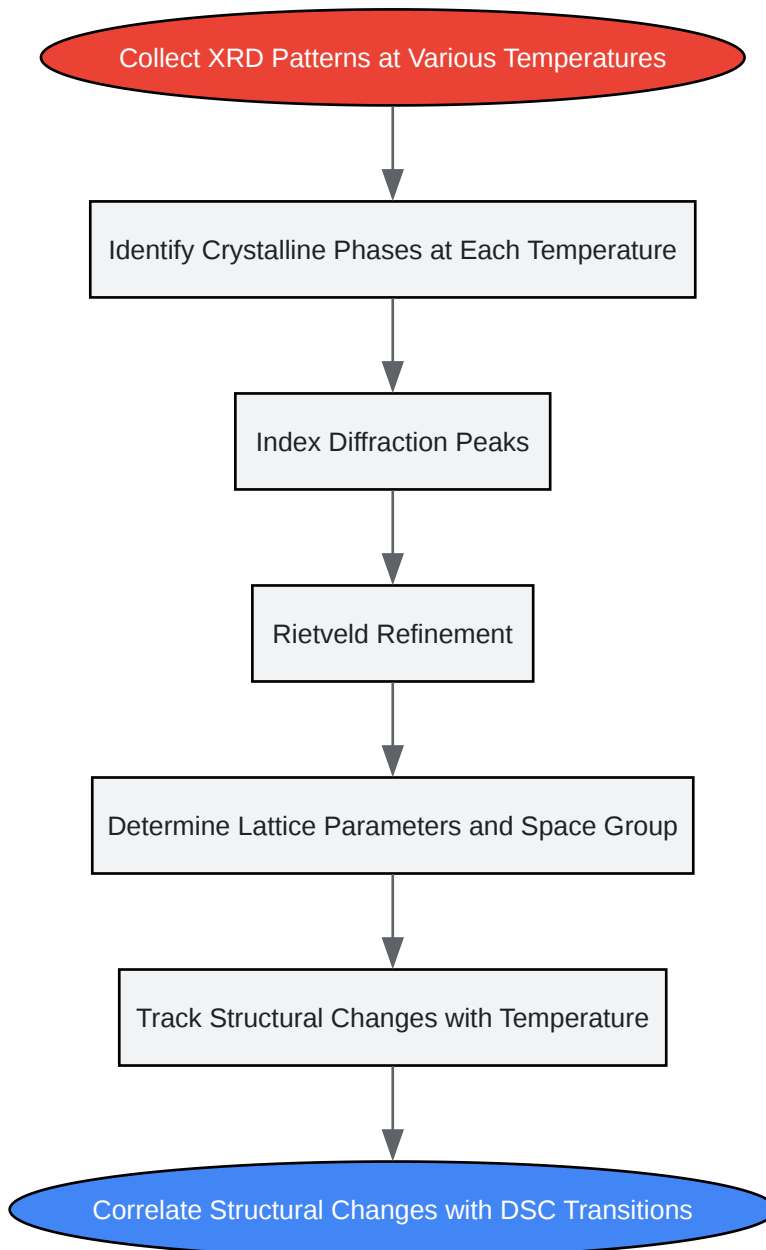 Collect XRD Patterns at Various Temperatures
Identify Crystalline Phases at Each Temperature
Index Diffraction Peaks
Rietveld Refinement
Determine Lattice Parameters and Space Group
Track Structural Changes with Temperature
Correlate Structural Changes with DSC Transitions